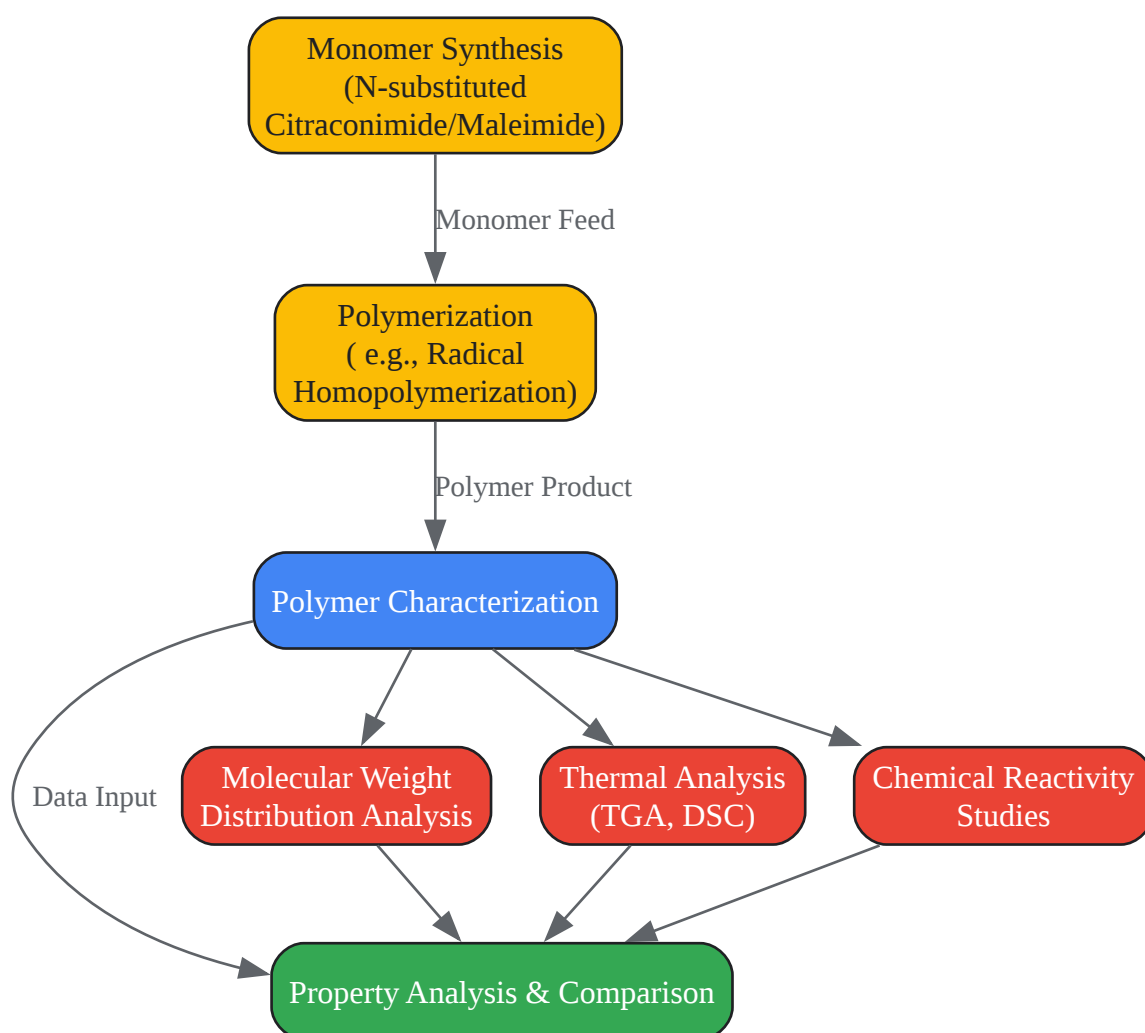 Monomer Synthesis
(N-substituted
Citraconimide/Maleimide)
Monomer Feed
Polymerization
( e.g., Radical
Homopolymerization)
Polymer Product
Polymer Characterization
Data Input
Molecular Weight
Distribution Analysis
Thermal Analysis
(TGA, DSC)
Chemical Reactivity
Studies
Property Analysis & Comparison